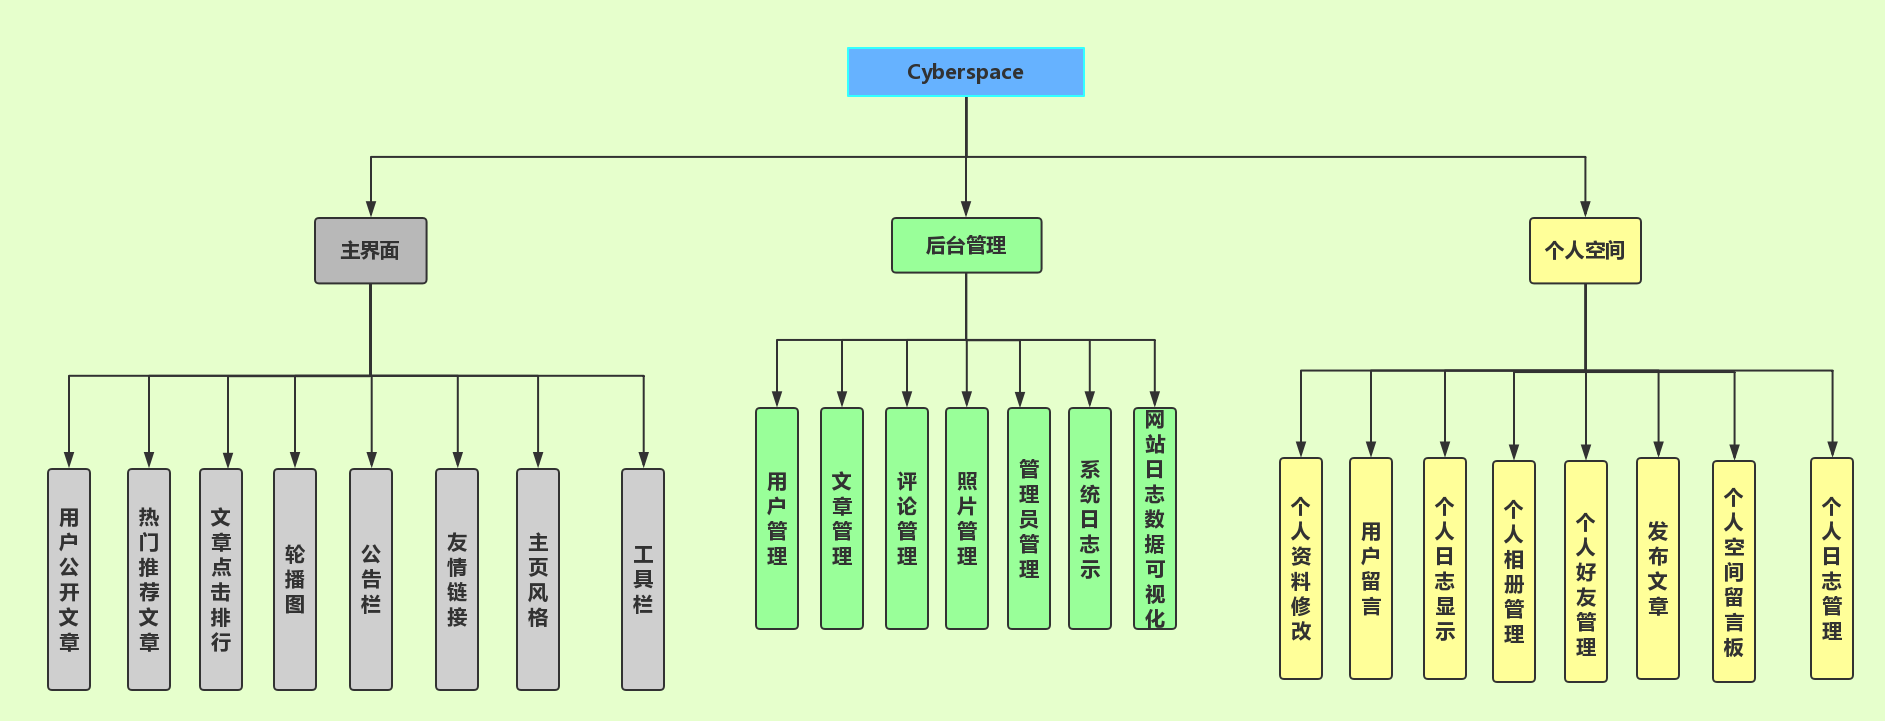 Cyberspace
主界面
后台管理
个人空间
用户公开文章
热门推荐文章
文章点击排行
轮播图
公告栏
友情链接
主页风格
工具栏
用户管理
文章管理
评论管理
照片管理
管理员管理
系统日志示
网站日志数据可视化
个人资料修改
用户留言
个人日志显示
个人相册管理
个人好友管理
发布文章
个人空间留言板
个人日志管理